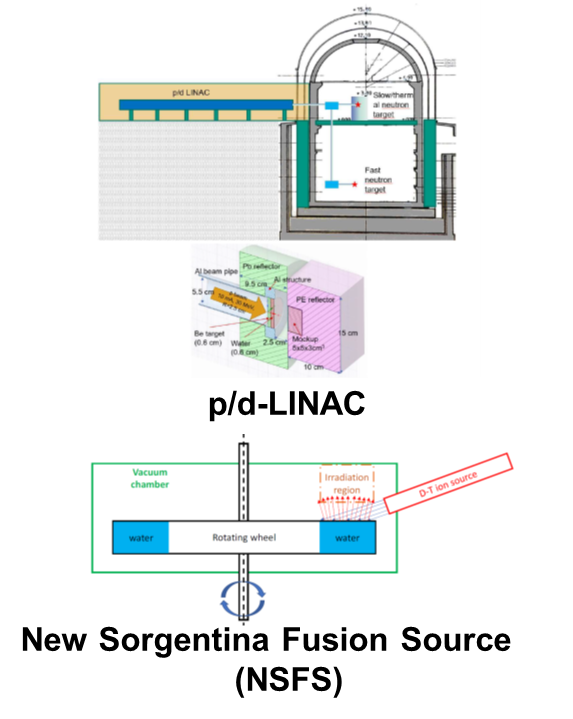 p/d LINAC
Slow/therm
al neutron
target
Fast
neutron
target
Pb reflector
Al beam pipe
9.5 cm
Al structure
5.5 cm
PE reflector
15 cm
Be target
(0.6 cm)
Water
(0.8 cm)
2.5 cm
Mockup
10 cm
p/d-LINAC
Vacuum
chamber
Irradiation
region
D-T ion source
water
Rotating wheel
water
New Sorgentina Fusion Source
(NSFS)